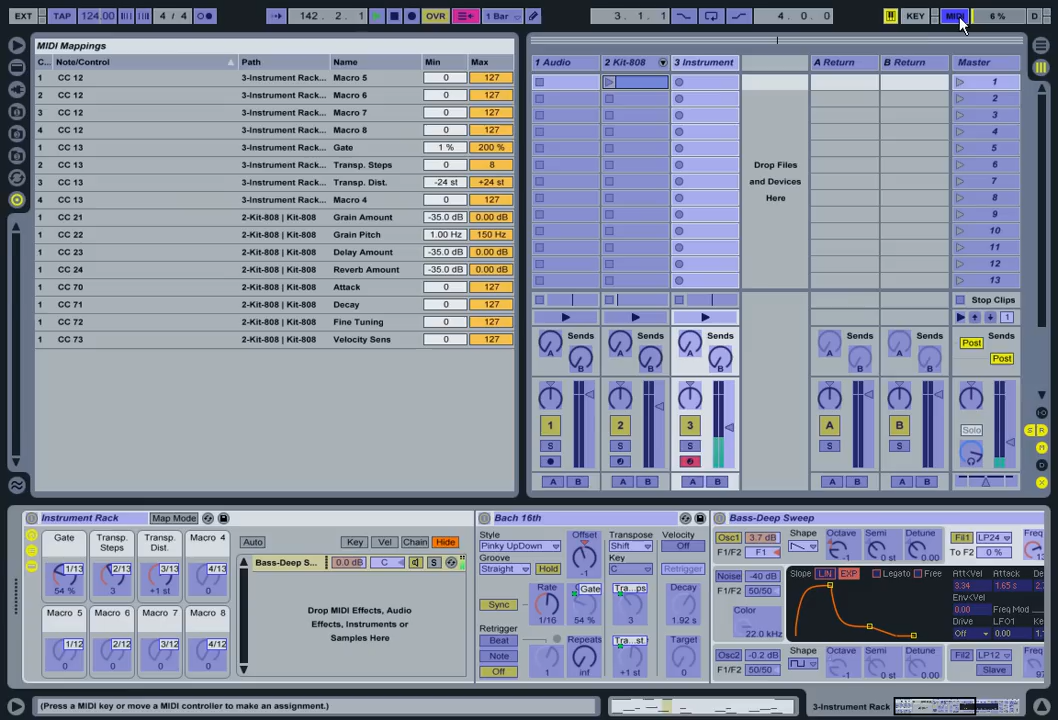 EXT TAP 124.00 4 / 4 142. 2. 1 OVR 1 Bar 3. 1. 1 4. 0. 0 KEY MIDI 6 % D
MIDI Mappings
C... Note/Control Path Name Min Max
1 CC 12 3-Instrument Rack... Macro 5 0 127
2 CC 12 3-Instrument Rack... Macro 6 0 127
3 CC 12 3-Instrument Rack... Macro 7 0 127
4 CC 12 3-Instrument Rack... Macro 8 0 127
1 CC 13 3-Instrument Rack... Gate 1 % 200 %
2 CC 13 3-Instrument Rack... Transp. Steps 0 8
3 CC 13 3-Instrument Rack... Transp. Dist. -24 st +24 st
4 CC 13 3-Instrument Rack... Macro 4 0 127
1 CC 21 2-Kit-808 | Kit-808 Grain Amount -35.0 dB 0.00 dB
1 CC 22 2-Kit-808 | Kit-808 Grain Pitch 1.00 Hz 150 Hz
1 CC 23 2-Kit-808 | Kit-808 Delay Amount -35.0 dB 0.00 dB
1 CC 24 2-Kit-808 | Kit-808 Reverb Amount -35.0 dB 0.00 dB
1 CC 70 2-Kit-808 | Kit-808 Attack 0 127
1 CC 71 2-Kit-808 | Kit-808 Decay 0 127
1 CC 72 2-Kit-808 | Kit-808 Fine Tuning 0 127
1 CC 73 2-Kit-808 | Kit-808 Velocity Sens 0 127
1 Audio 2 Kit-808 3 Instrument A Return B Return Master
1
2
3
4
5
6
7
8
9
10
11
12
13
Drop Files
and Devices
Here
Stop Clips
1
Sends Sends Sends Sends Sends Post
A A A A A Post
B B B B B
1 2 3 A B
S S S S S Solo
A B A B A B A B A B
S R
M
D
X
Instrument Rack Map Mode
Gate Transp. Steps Transp. Dist. Macro 4
1/13 2/13 3/13 4/13
54 % 3 +1 st 0
Macro 5 Macro 6 Macro 7 Macro 8
1/12 2/12 3/12 4/12
0 0 0 0
Auto Key Vel Chain Hide
Bass-Deep S... 0.0 dB C S
Drop MIDI Effects, Audio
Effects, Instruments or
Samples Here
Bach 16th
Style Offset Transpose Velocity
Pinky UpDown Shift Off
Groove Key
Straight Hold -1 C Retrigger
Rate Gate Tra...ps Decay
Sync 1/16 54 % 3 1.92 s
Retrigger
Beat Repeats Tra...st Target
Note
Off 1 inf +1 st 0
Bass-Deep Sweep
Osc1 3.7 dB Shape Octave Semi Detune
F1/F2 F1 -1 0 0.00
Noise -40 dB Slope LIN EXP Legato Free
F1/F2 50/50
Color
22.0 kHz
Osc2 -0.2 dB Shape Octave Semi Detune
F1/F2 50/50 -1 0 0.00
Fil1 LP24 Freq
To F2 0 %
Att<Vel Attack
3.34 1.65 s
Env<Vel
0.00 Freq Mod
Drive LFO1
Off 0.00
Fil2 LP12 Freq
Slave
(Press a MIDI key or move a MIDI controller to make an assignment.) 3-Instrument Rack